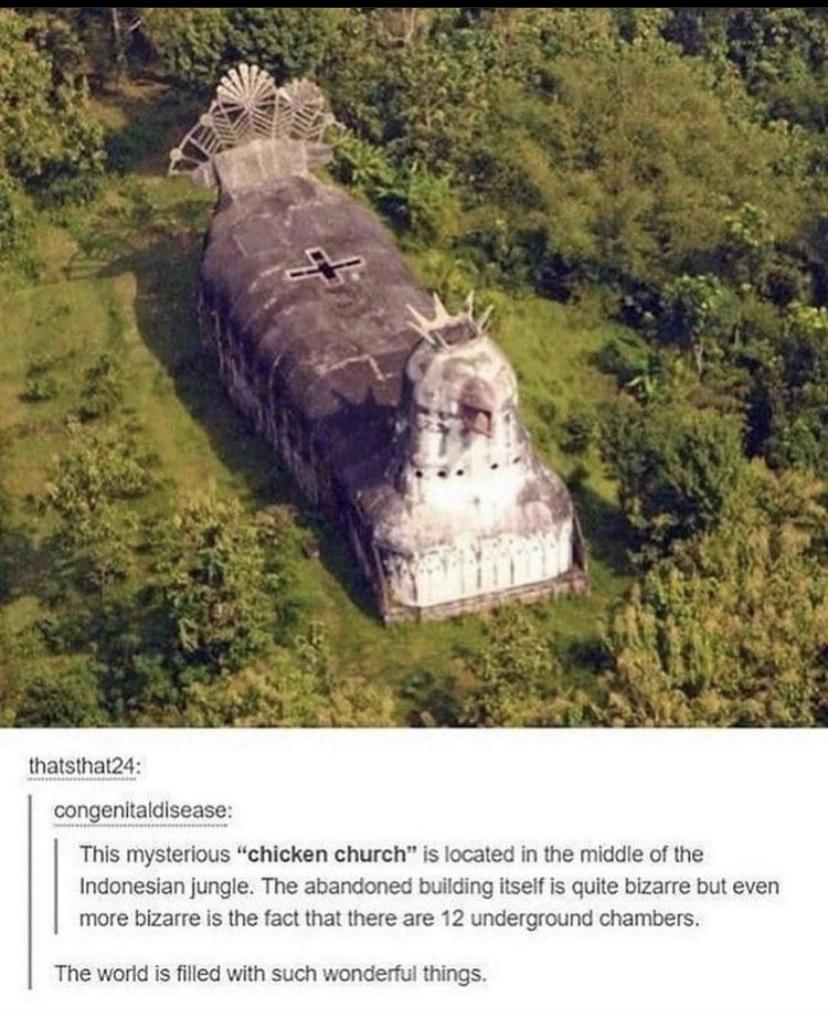 thatsthat24:
congenitaldisease:
This mysterious “chicken church” is located in the middle of the
Indonesian jungle. The abandoned building itself is quite bizarre but even
more bizarre is the fact that there are 12 underground chambers.
The world is filled with such wonderful things.